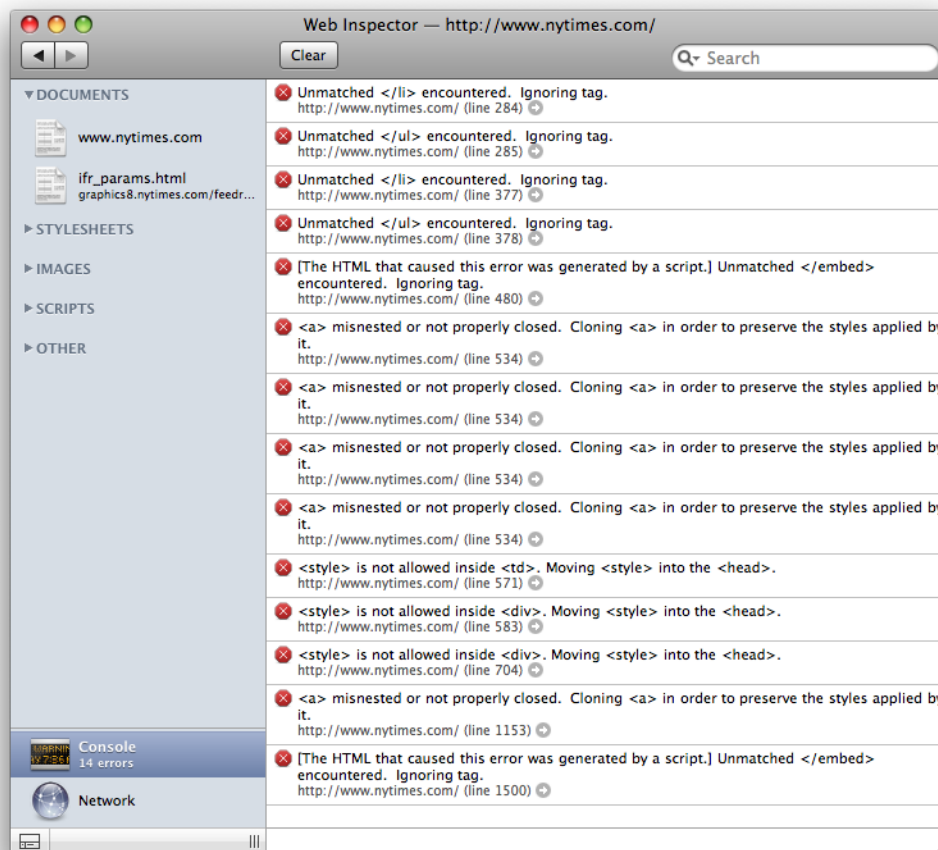 Web Inspector — http://www.nytimes.com/
Clear
Search
DOCUMENTS
www.nytimes.com
ifr_params.html
graphics8.nytimes.com/feedr...
STYLESHEETS
IMAGES
SCRIPTS
OTHER
Console
14 errors
Network
Unmatched </li> encountered. Ignoring tag.
http://www.nytimes.com/ (line 284)
Unmatched </ul> encountered. Ignoring tag.
http://www.nytimes.com/ (line 285)
Unmatched </li> encountered. Ignoring tag.
http://www.nytimes.com/ (line 377)
Unmatched </ul> encountered. Ignoring tag.
http://www.nytimes.com/ (line 378)
[The HTML that caused this error was generated by a script.] Unmatched </embed>
encountered. Ignoring tag.
http://www.nytimes.com/ (line 480)
<a> misnested or not properly closed. Cloning <a> in order to preserve the styles applied by
it.
http://www.nytimes.com/ (line 534)
<a> misnested or not properly closed. Cloning <a> in order to preserve the styles applied by
it.
http://www.nytimes.com/ (line 534)
<a> misnested or not properly closed. Cloning <a> in order to preserve the styles applied by
it.
http://www.nytimes.com/ (line 534)
<a> misnested or not properly closed. Cloning <a> in order to preserve the styles applied by
it.
http://www.nytimes.com/ (line 534)
<style> is not allowed inside <td>. Moving <style> into the <head>.
http://www.nytimes.com/ (line 571)
<style> is not allowed inside <div>. Moving <style> into the <head>.
http://www.nytimes.com/ (line 583)
<style> is not allowed inside <div>. Moving <style> into the <head>.
http://www.nytimes.com/ (line 704)
<a> misnested or not properly closed. Cloning <a> in order to preserve the styles applied by
it.
http://www.nytimes.com/ (line 1153)
[The HTML that caused this error was generated by a script.] Unmatched </embed>
encountered. Ignoring tag.
http://www.nytimes.com/ (line 1500)